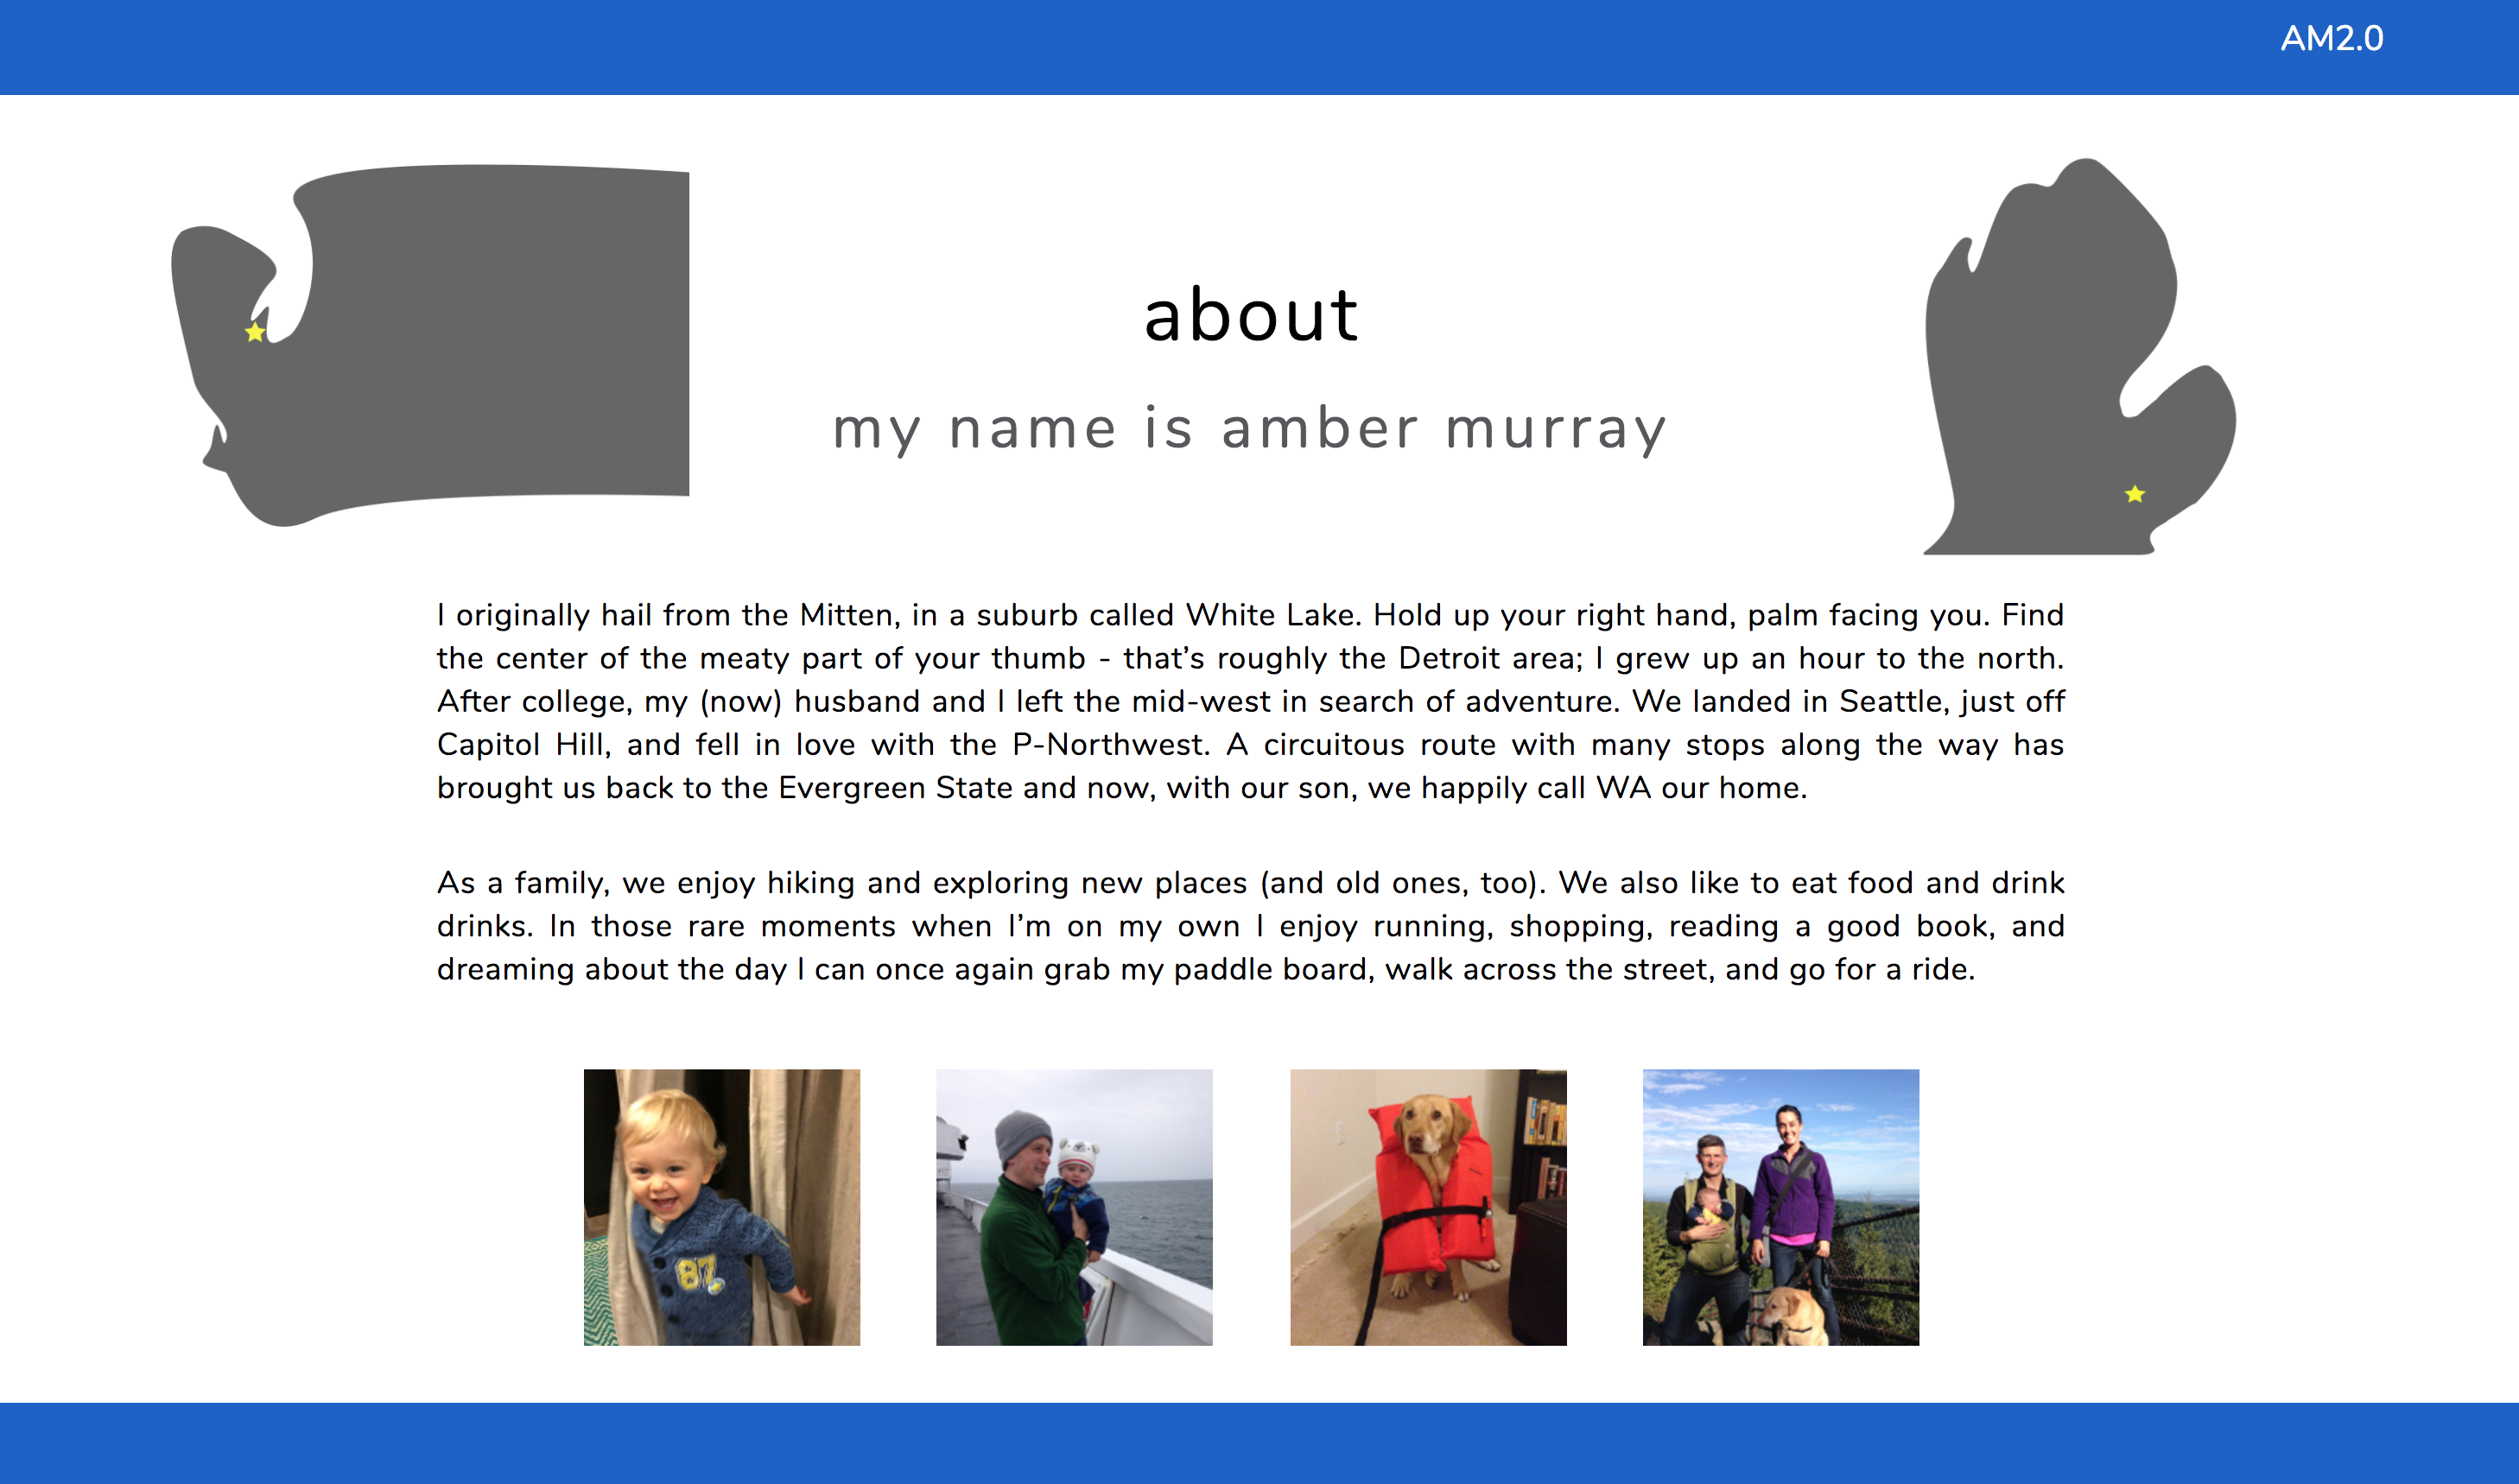 AM2.0
about
my name is amber murray
I originally hail from the Mitten, in a suburb called White Lake. Hold up your right hand, palm facing you. Find
the center of the meaty part of your thumb - that’s roughly the Detroit area; I grew up an hour to the north.
After college, my (now) husband and I left the mid-west in search of adventure. We landed in Seattle, just off
Capitol Hill, and fell in love with the P-Northwest. A circuitous route with many stops along the way has
brought us back to the Evergreen State and now, with our son, we happily call WA our home.
As a family, we enjoy hiking and exploring new places (and old ones, too). We also like to eat food and drink
drinks. In those rare moments when I’m on my own I enjoy running, shopping, reading a good book, and
dreaming about the day I can once again grab my paddle board, walk across the street, and go for a ride.
87